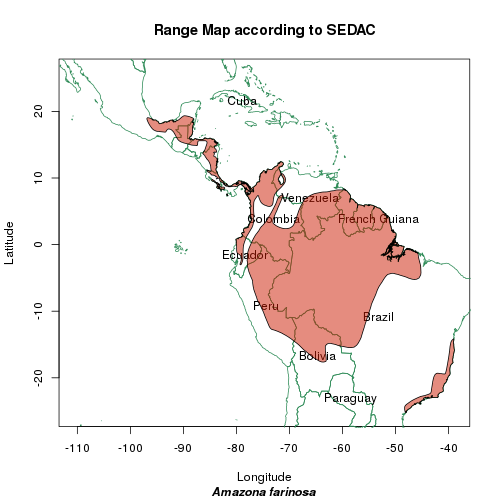 Range Map according to SEDAC
Cuba
Venezuela
Colombia
French Guiana
Ecuador
Peru
Brazil
Bolivia
Paraguay
Latitude
20
10
0
-10
-20
-110
-100
-90
-80
-70
-60
-50
-40
Longitude
Amazona farinosa